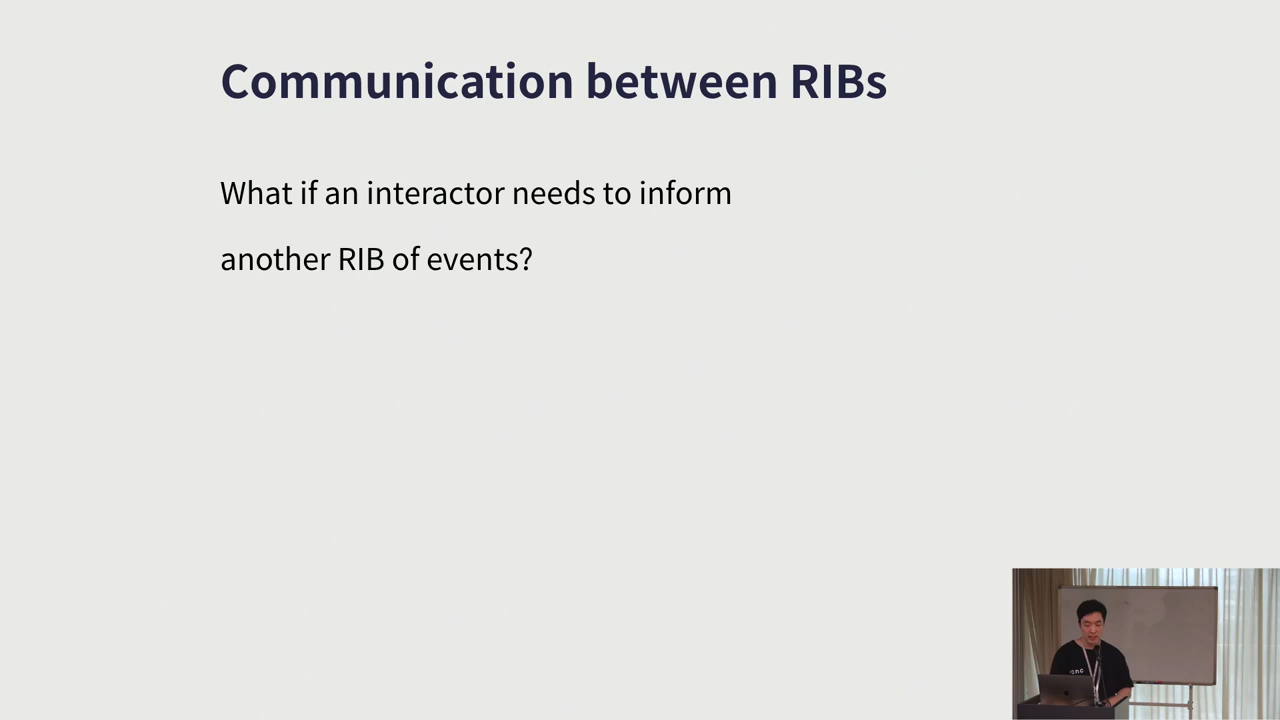 Communication between RIBs
What if an interactor needs to inform
another RIB of events?